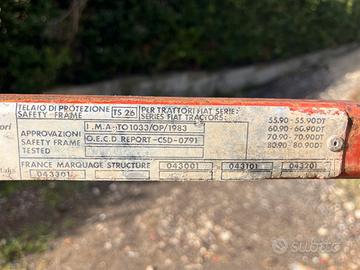 TELAIO DI PROTEZIONE
SAFETY FRAME
TS 26
PER TRATTORI FIAT SERIE:
SERIES FIAT TRACTORS:
55.90 - 55.90DT
60.90 - 60.90DT
70.90 - 70.90DT
80.90 - 80.90DT
APPROVAZIONI
SAFETY FRAME
TESTED
I.M.A. TO1033/OP/1983
O.E.C.D. REPORT-CSD-0791
FRANCE MARQUAGE STRUCTURE
043001
043101
043201
043301
subito